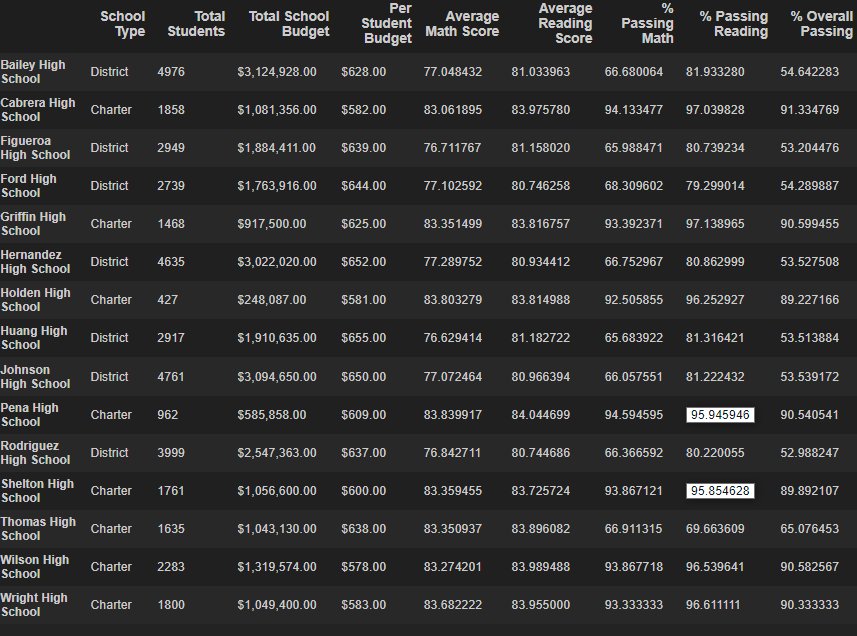 School Type Total Students Total School Budget Per Student Budget Average Math Score Average Reading Score % Passing Math % Passing Reading % Overall Passing
Bailey High School District 4976 $3,124,928.00 $628.00 77.048432 81.033963 66.680064 81.933280 54.642283
Cabrera High School Charter 1858 $1,081,356.00 $582.00 83.061895 83.975780 94.133477 97.039828 91.334769
Figueroa High School District 2949 $1,884,411.00 $639.00 76.711767 81.158020 65.988471 80.739234 53.204476
Ford High School District 2739 $1,763,916.00 $644.00 77.102592 80.746258 68.309602 79.299014 54.289887
Griffin High School Charter 1468 $917,500.00 $625.00 83.351499 83.816757 93.392371 97.138965 90.599455
Hernandez High School District 4635 $3,022,020.00 $652.00 77.289752 80.934412 66.752967 80.862999 53.527508
Holden High School Charter 427 $248,087.00 $581.00 83.803279 83.814988 92.505855 96.252927 89.227166
Huang High School District 2917 $1,910,635.00 $655.00 76.629414 81.182722 65.683922 81.316421 53.513884
Johnson High School District 4761 $3,094,650.00 $650.00 77.072464 80.966394 66.057551 81.222432 53.539172
Pena High School Charter 962 $585,858.00 $609.00 83.839917 84.044699 94.594595 95.945946 90.540541
Rodriguez High School District 3999 $2,547,363.00 $637.00 76.842711 80.744686 66.366592 80.220055 52.988247
Shelton High School Charter 1761 $1,056,600.00 $600.00 83.359455 83.725724 93.867121 95.854628 89.892107
Thomas High School Charter 1635 $1,043,130.00 $638.00 83.350937 83.896082 66.911315 69.663609 65.076453
Wilson High School Charter 2283 $1,319,574.00 $578.00 83.274201 83.989488 93.867718 96.539641 90.582567
Wright High School Charter 1800 $1,049,400.00 $583.00 83.682222 83.955000 93.333333 96.611111 90.333333